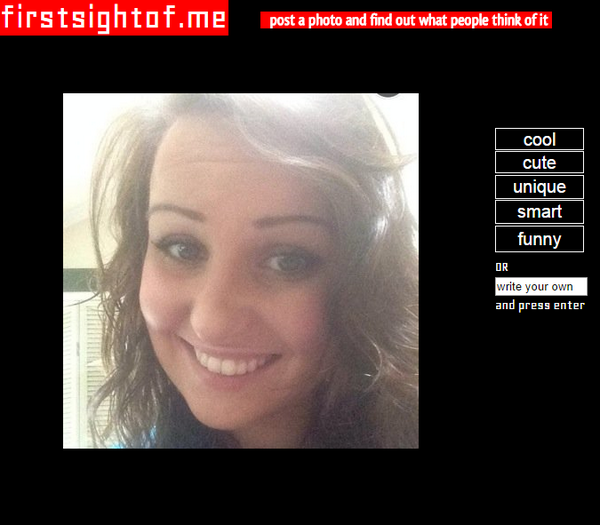 firstsightof.me
post a photo and find out what people think of it
cool
cute
unique
smart
funny
OR
write your own
and press enter